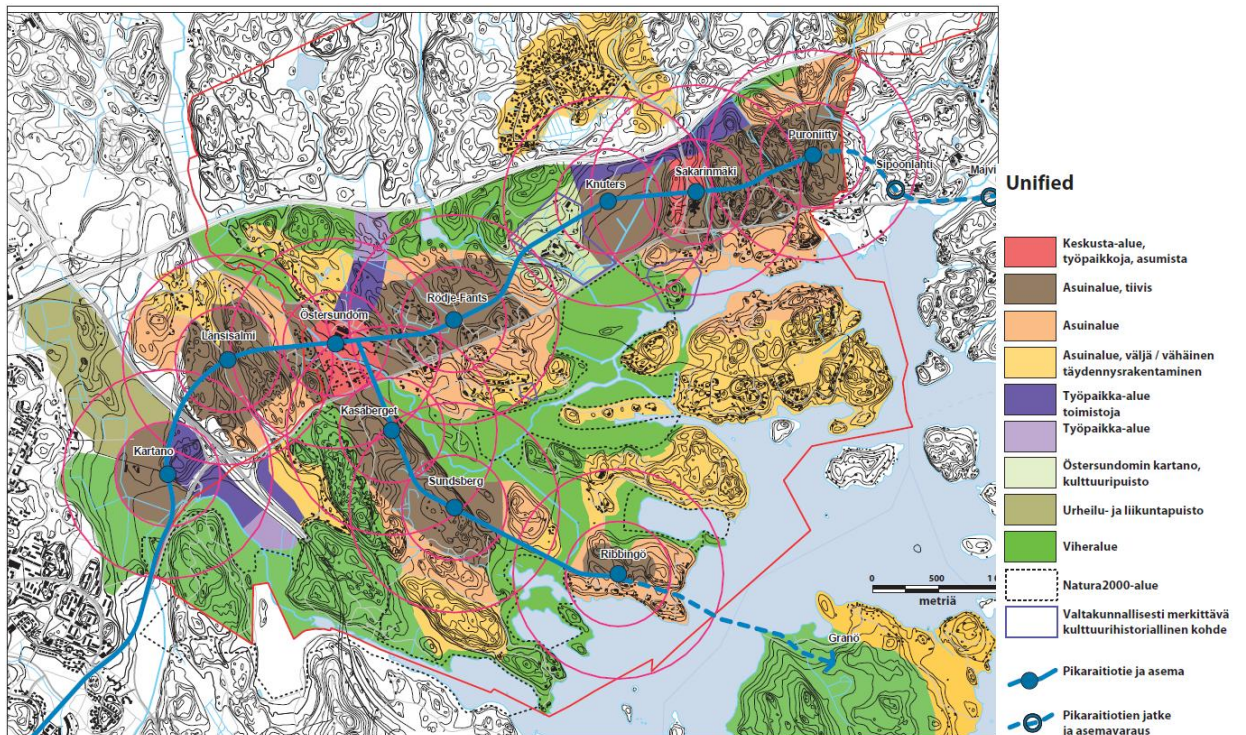 Puroniitty
Sipoonlahti
Majvi
Sakarinmäki
Knuters
Rödje-Fants
Östersundom
Länsisalmi
Kasaberget
Kartano
Sundsberg
Ribbingö
0 500 1 0
metriä
Granö
Unified
Keskusta-alue,
työpaikkoja, asumista
Asuinalue, tiivis
Asuinalue
Asuinalue, väljä / vähäinen
täydennysrakentaminen
Työpaikka-alue
toimistoja
Työpaikka-alue
Östersundomin kartano,
kulttuuripuisto
Urheilu- ja liikuntapuisto
Viheralue
Natura2000-alue
Valtakunnallisesti merkittävä
kulttuurihistoriallinen kohde
Pikaraitiotie ja asema
Pikaraitiotien jatke
ja asemavaraus